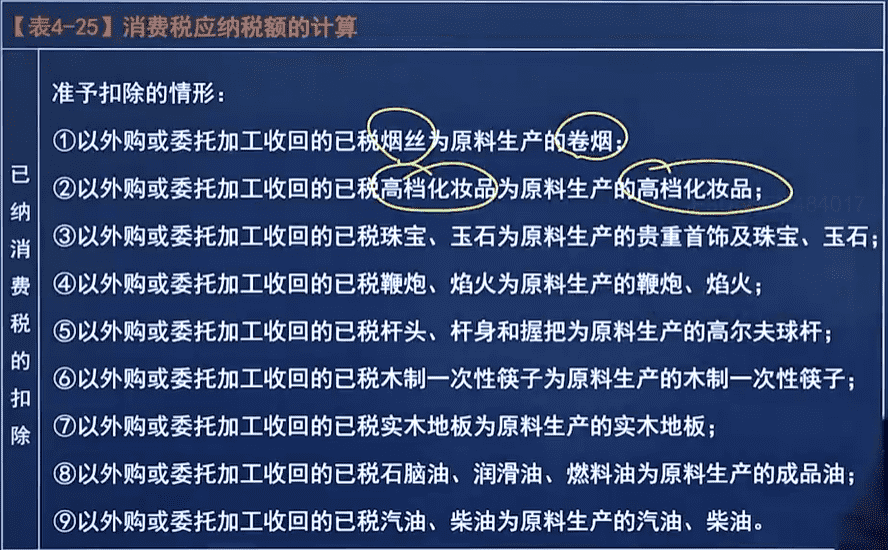 【表4-25】消费税应纳税额的计算
已纳消费税的扣除
准予扣除的情形：
①以外购或委托加工收回的已税烟丝为原料生产的卷烟；
②以外购或委托加工收回的已税高档化妆品为原料生产的高档化妆品；
③以外购或委托加工收回的已税珠宝、玉石为原料生产的贵重首饰及珠宝、玉石；
④以外购或委托加工收回的已税鞭炮、焰火为原料生产的鞭炮、焰火；
⑤以外购或委托加工收回的已税杆头、杆身和握把为原料生产的高尔夫球杆；
⑥以外购或委托加工收回的已税木制一次性筷子为原料生产的木制一次性筷子；
⑦以外购或委托加工收回的已税实木地板为原料生产的实木地板；
⑧以外购或委托加工收回的已税石脑油、润滑油、燃料油为原料生产的成品油；
⑨以外购或委托加工收回的已税汽油、柴油为原料生产的汽油、柴油。